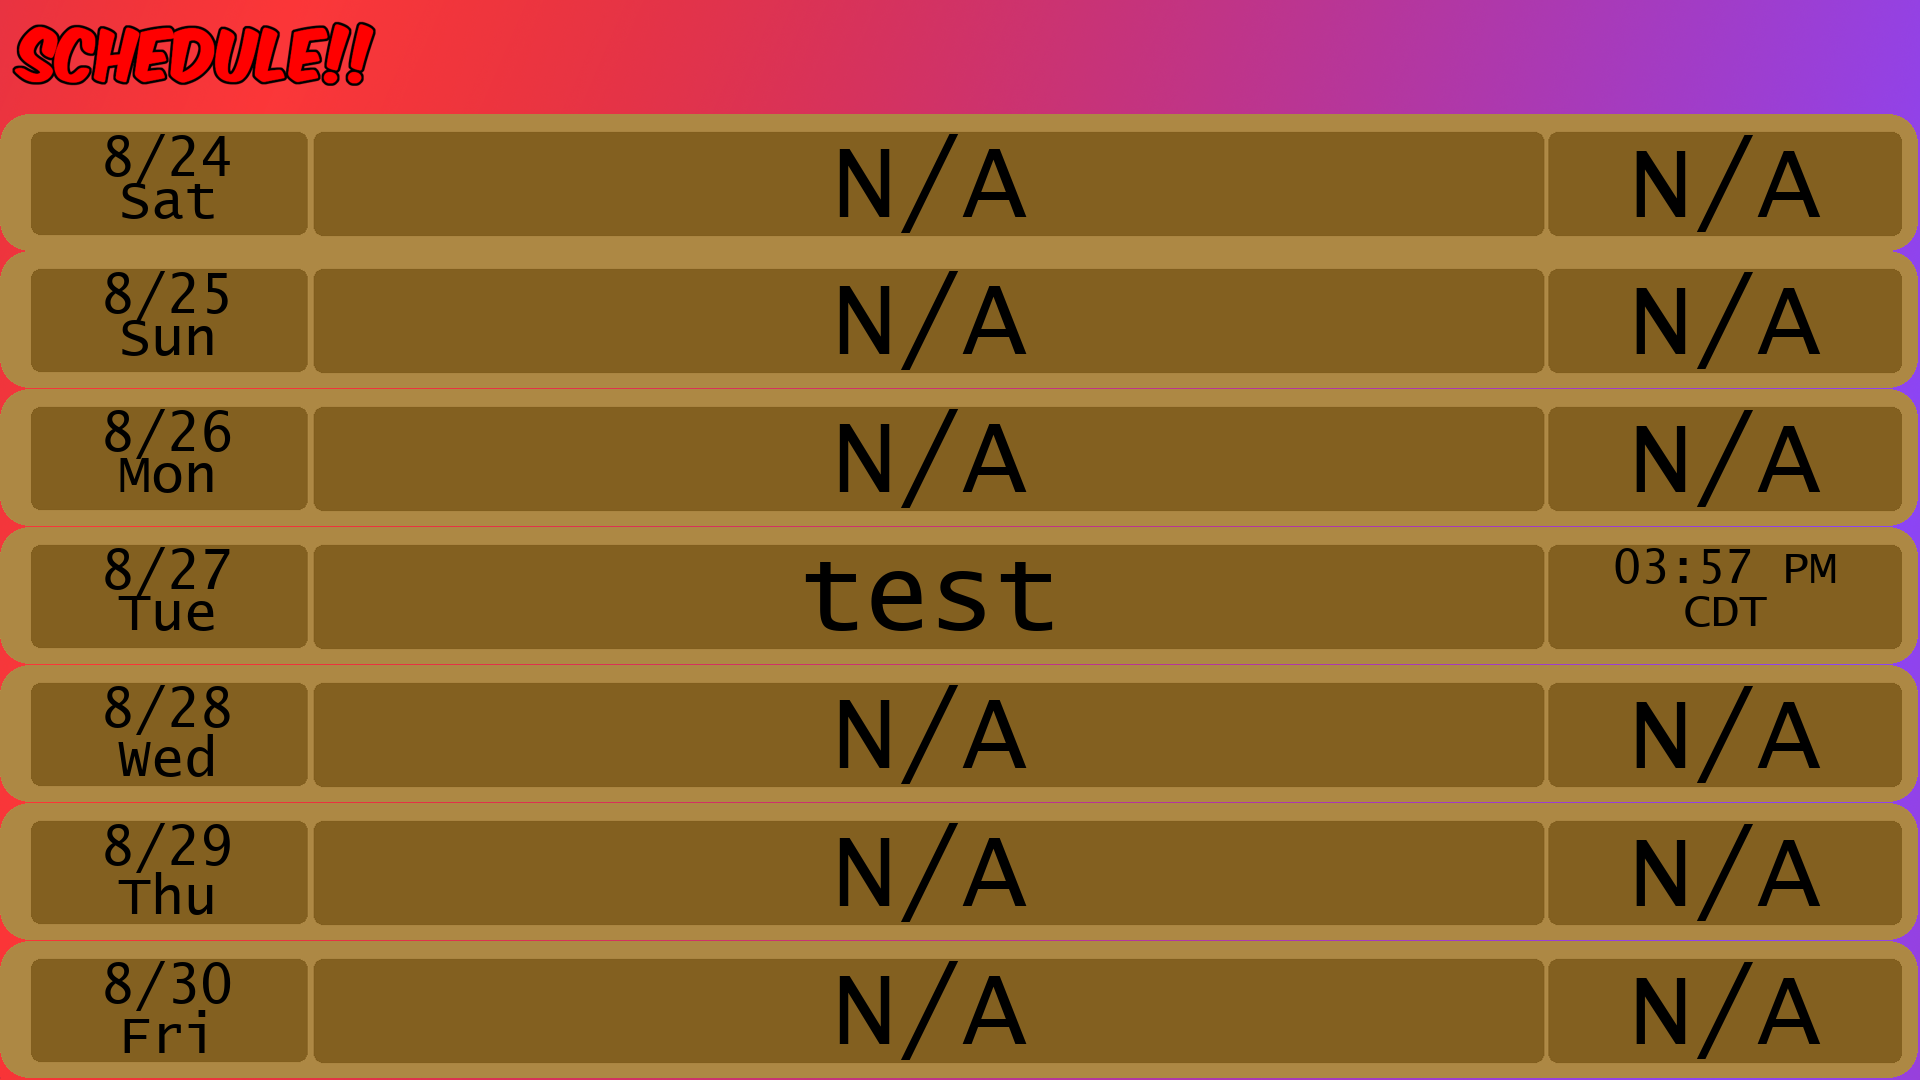 SCHEDULE!!
8/24
Sat
N/A
N/A
8/25
Sun
N/A
N/A
8/26
Mon
N/A
N/A
8/27
Tue
test
03:57 PM
CDT
8/28
Wed
N/A
N/A
8/29
Thu
N/A
N/A
8/30
Fri
N/A
N/A